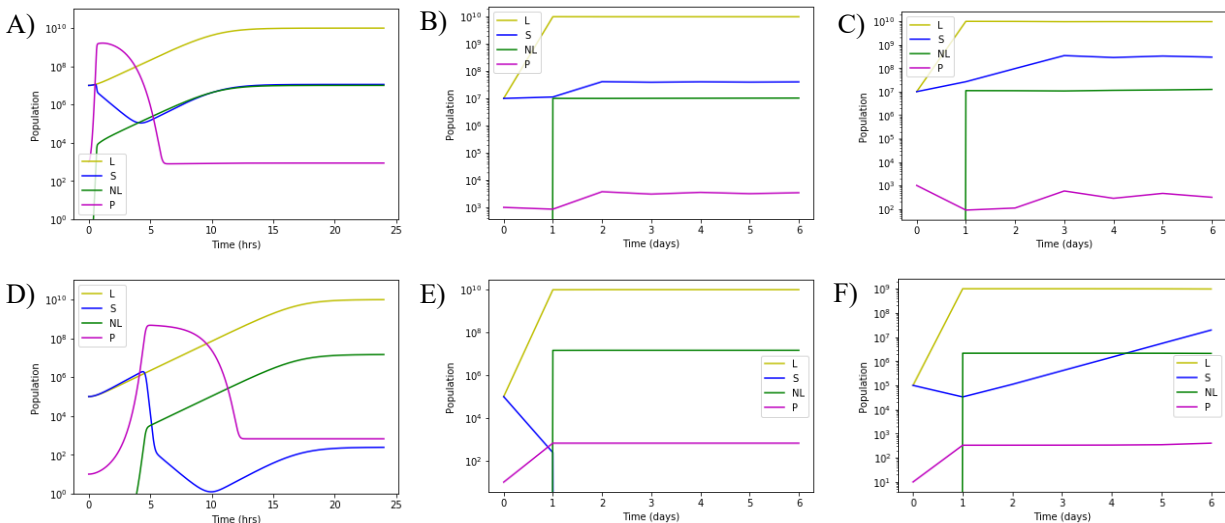 A)
Population
10^10
10^8
10^6
10^4
10^2
10^0
L
S
NL
P
0 5 10 15 20 25
Time (hrs)
B)
Population
10^10
10^9
10^8
10^7
10^6
10^5
10^4
10^3
L
S
NL
P
0 1 2 3 4 5 6
Time (days)
C)
Population
10^10
10^9
10^8
10^7
10^6
10^5
10^4
10^3
10^2
L
S
NL
P
0 1 2 3 4 5 6
Time (days)
D)
Population
10^10
10^8
10^6
10^4
10^2
10^0
L
S
NL
P
0 5 10 15 20 25
Time (hrs)
E)
Population
10^10
10^8
10^6
10^4
10^2
L
S
NL
P
0 1 2 3 4 5 6
Time (days)
F)
Population
10^9
10^8
10^7
10^6
10^5
10^4
10^3
10^2
10^1
L
S
NL
P
0 1 2 3 4 5 6
Time (days)